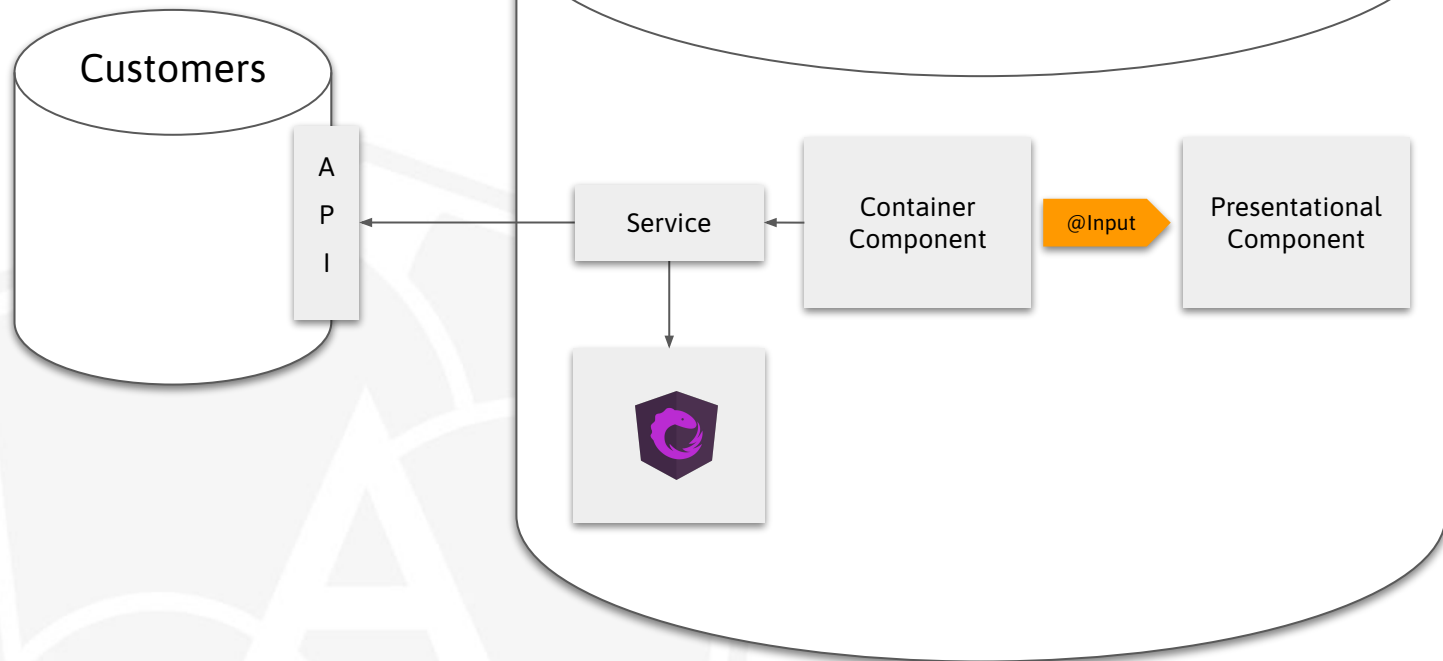 Customers
A
P
I
Service
Container
Component
@Input
Presentational
Component